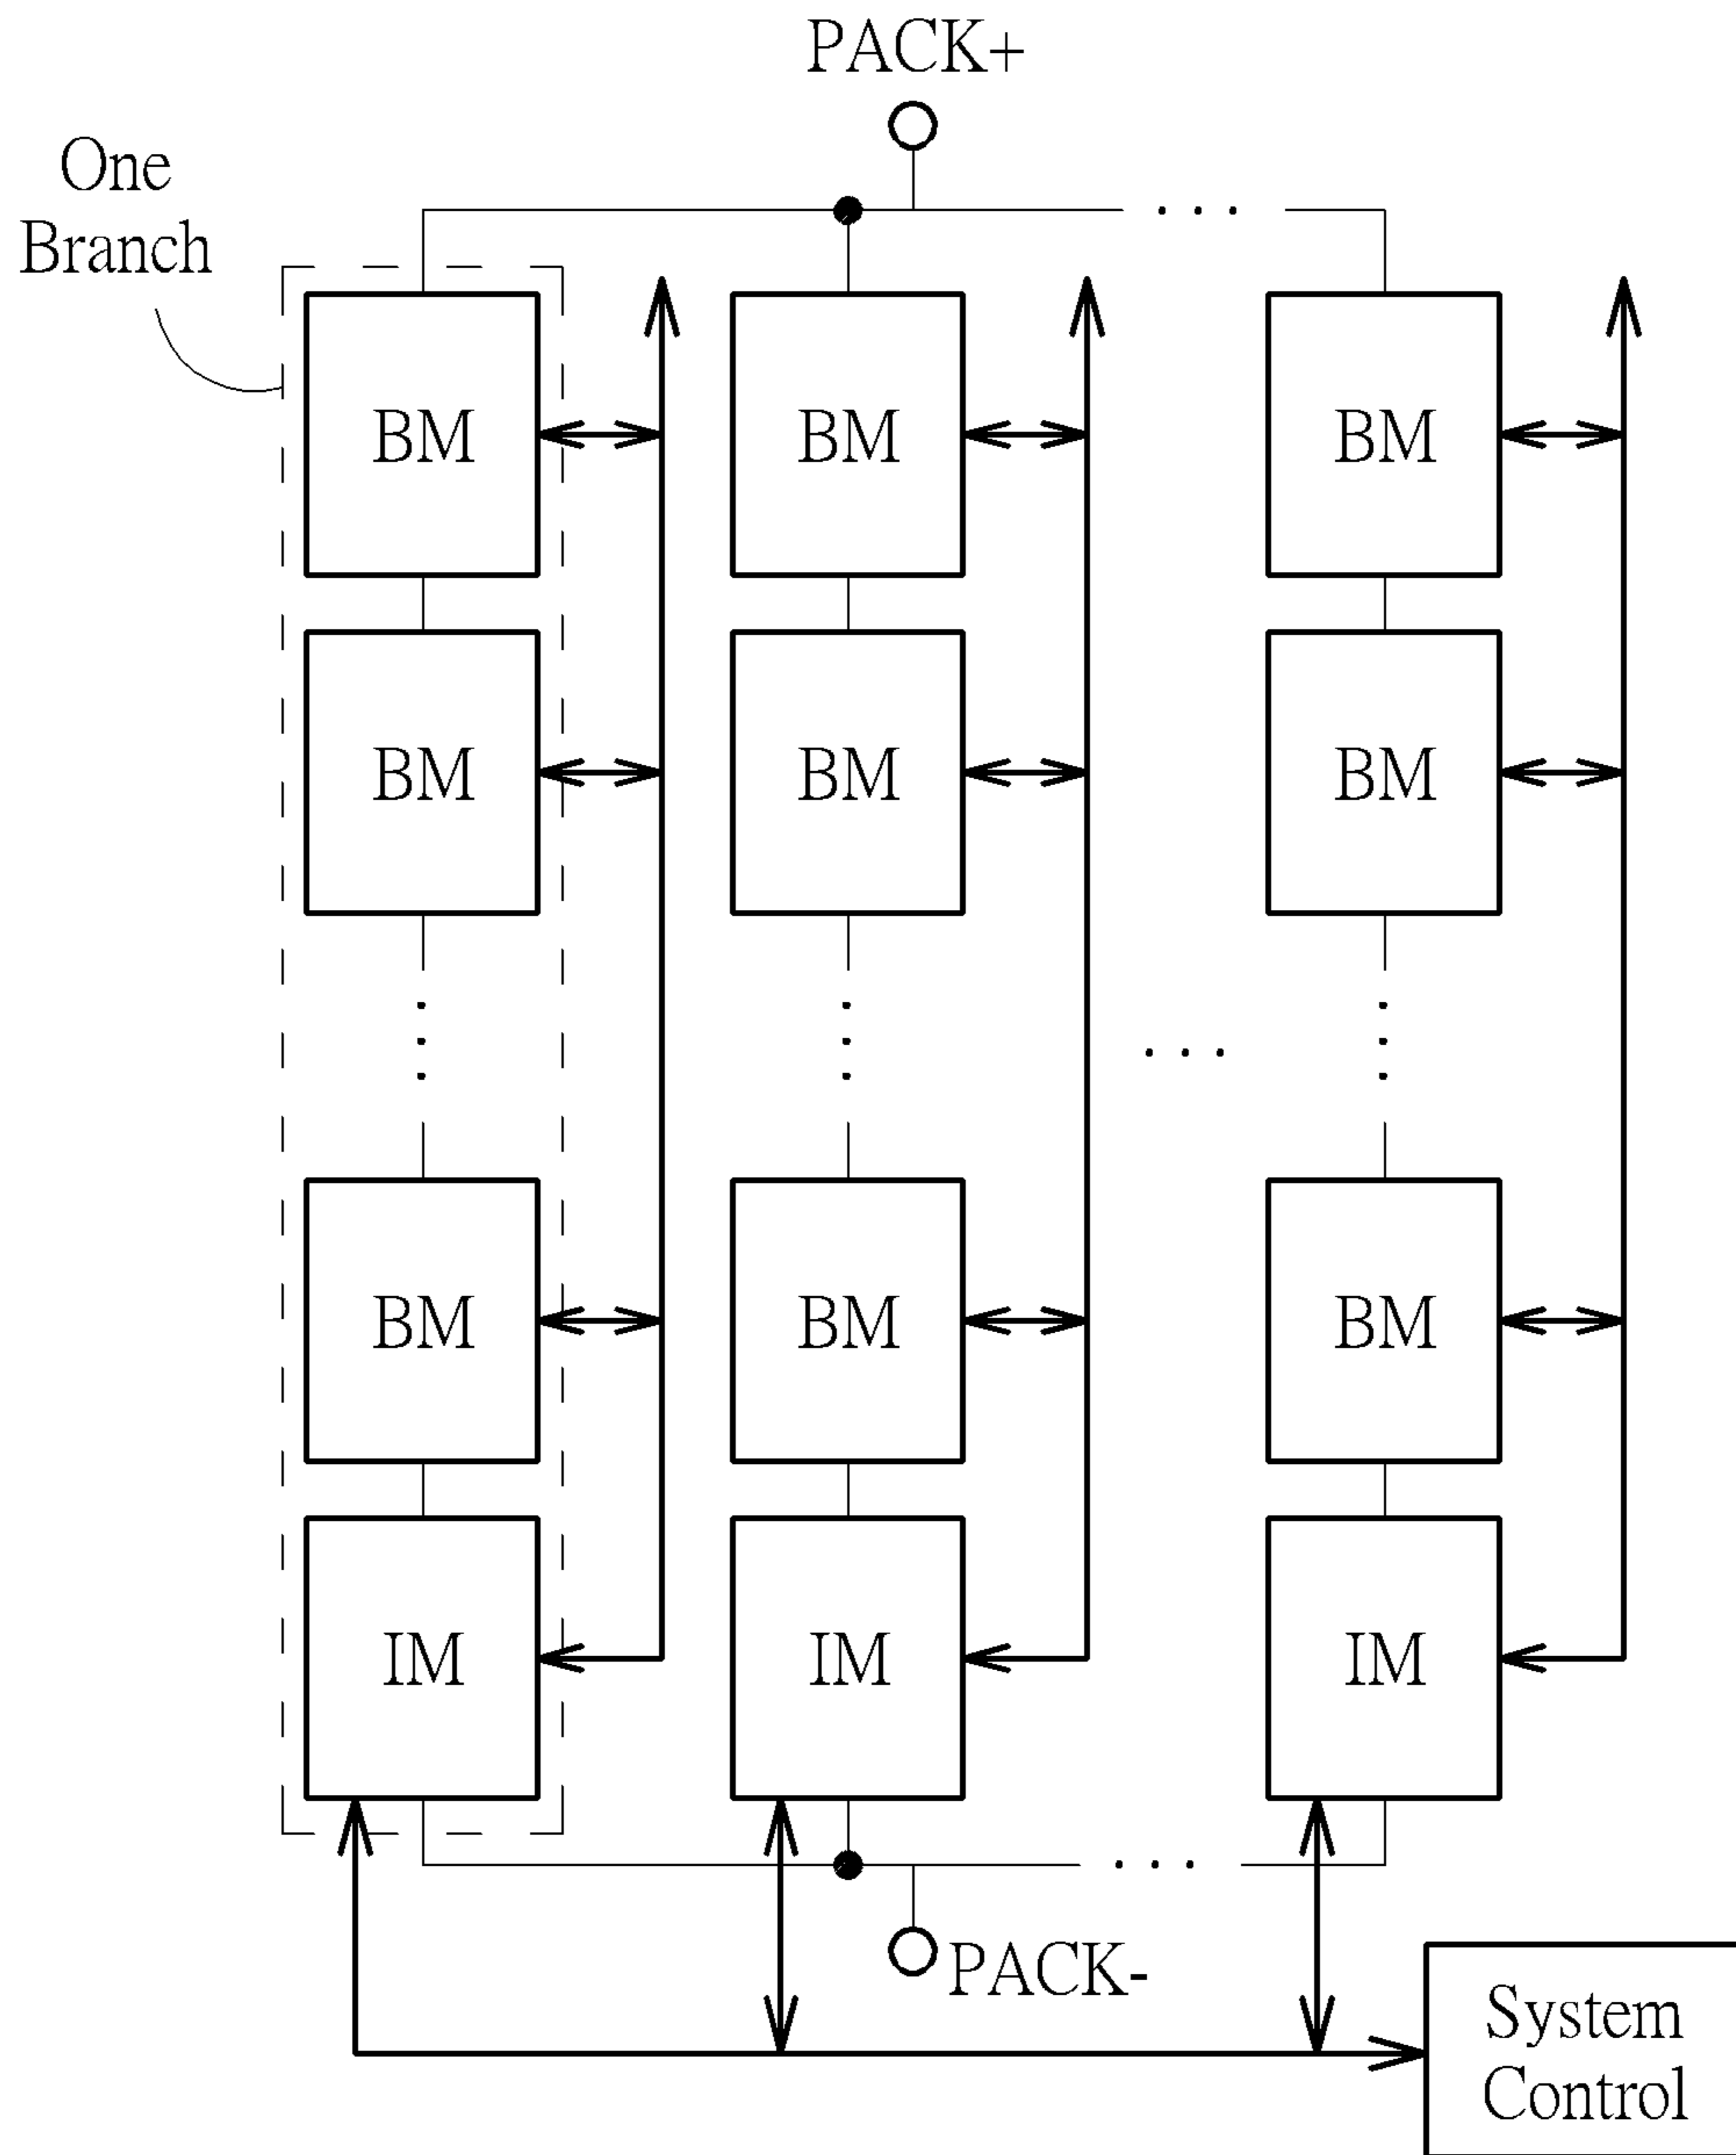 PACK+
One
Branch
BM
BM
BM
BM
BM
BM
BM
BM
BM
IM
IM
IM
PACK-
System
Control